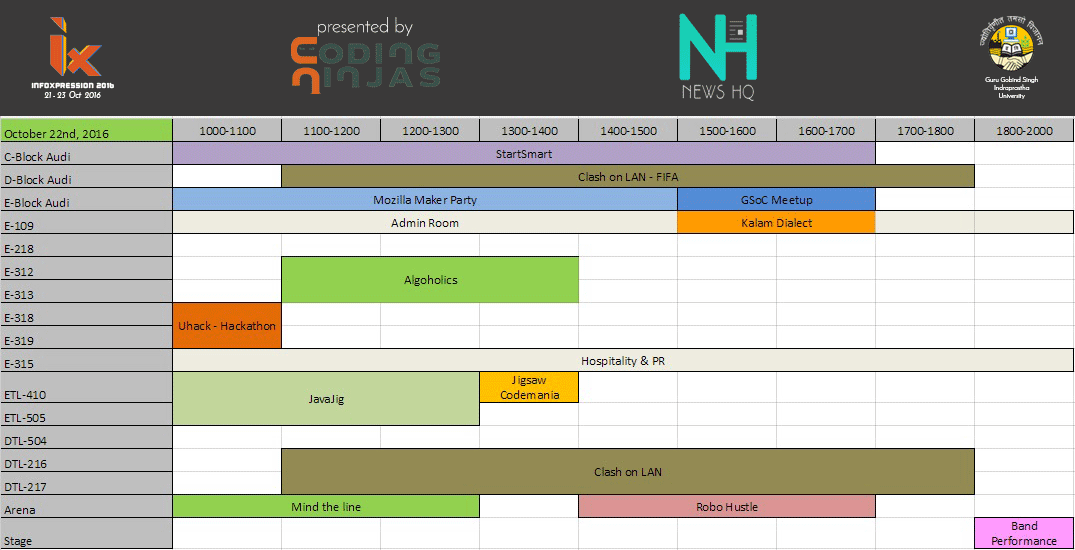 INFOXPRESSION 2016
21 - 23 Oct 2016
presented by
CODING
NINJAS
NH
NEWS HQ
ज्योतिर्वृणीत तमसो विजानन
Guru Gobind Singh
Indraprastha
University
October 22nd, 2016 1000-1100 1100-1200 1200-1300 1300-1400 1400-1500 1500-1600 1600-1700 1700-1800 1800-2000
C-Block Audi StartSmart
D-Block Audi Clash on LAN - FIFA
E-Block Audi Mozilla Maker Party GSoC Meetup
E-109 Admin Room Kalam Dialect
E-218
E-312
Algoholics
E-313
E-318
Uhack - Hackathon
E-319
E-315 Hospitality & PR
Jigsaw
ETL-410 Codemania
JavaJig
ETL-505
DTL-504
DTL-216
Clash on LAN
DTL-217
Arena Mind the line Robo Hustle
Band
Stage Performance